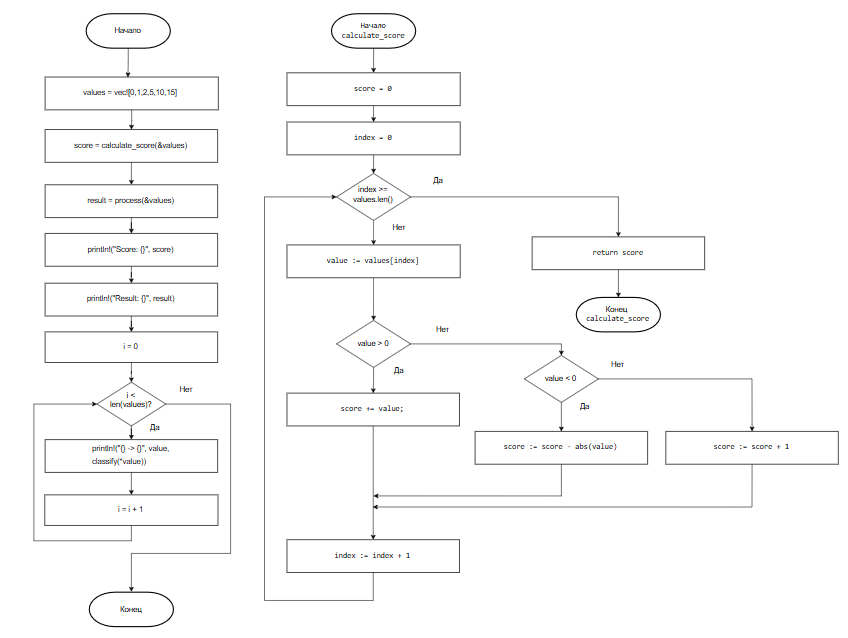 Начало
values = vec![0,1,2,5,10,15]
score = calculate_score(&values)
result = process(&values)
println!("Score: {}", score)
println!("Result: {}", result)
i = 0
i <
len(values)?
Нет
Да
println!("{} -> {}", value,
classify(*value))
i = i + 1
Конец
Начало
calculate_score
score = 0
index = 0
index >=
values.len()
Да
Нет
value := values[index]
return score
Конец
calculate_score
value > 0
Нет
Да
value < 0
Нет
Да
score += value;
score := score - abs(value)
score := score + 1
index := index + 1